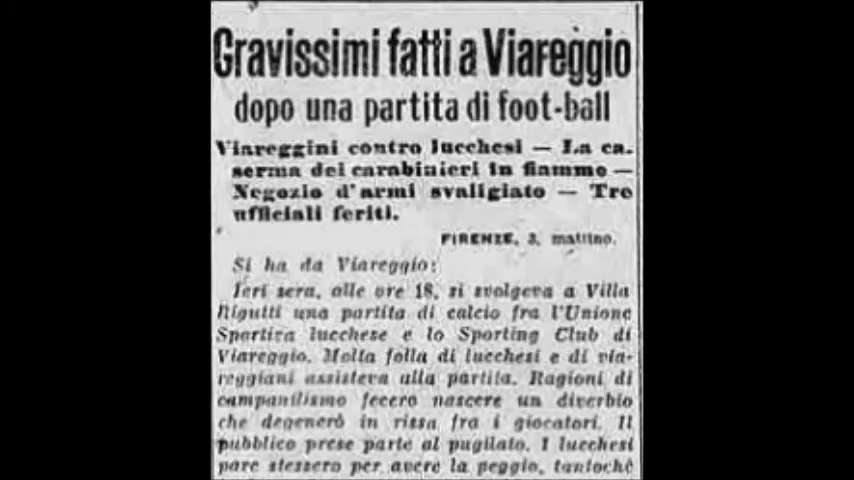 Gravissimi fatti a Viareggio
dopo una partita di foot-ball
Viareggini contro lucchesi — La ca-
serma dei carabinieri in fiamme —
Negozio d'armi svaligiato — Tre
ufficiali feriti.
FIRENZE, 3, mattino.
Si ha da Viareggio:
Ieri sera, alle ore 18, si svolgeva a Villa
Rigutti una partita di calcio fra l'Unione
Sportiva lucchese e lo Sporting Club di
Viareggio. Molta folla di lucchesi e di via-
reggiani assisteva alla partita. Ragioni di
campanilismo fecero nascere un diverbio
che degenerò in rissa fra i giocatori. Il
pubblico prese parte al pugilato. I lucchesi
pare stessero per avere la peggio, tantochè